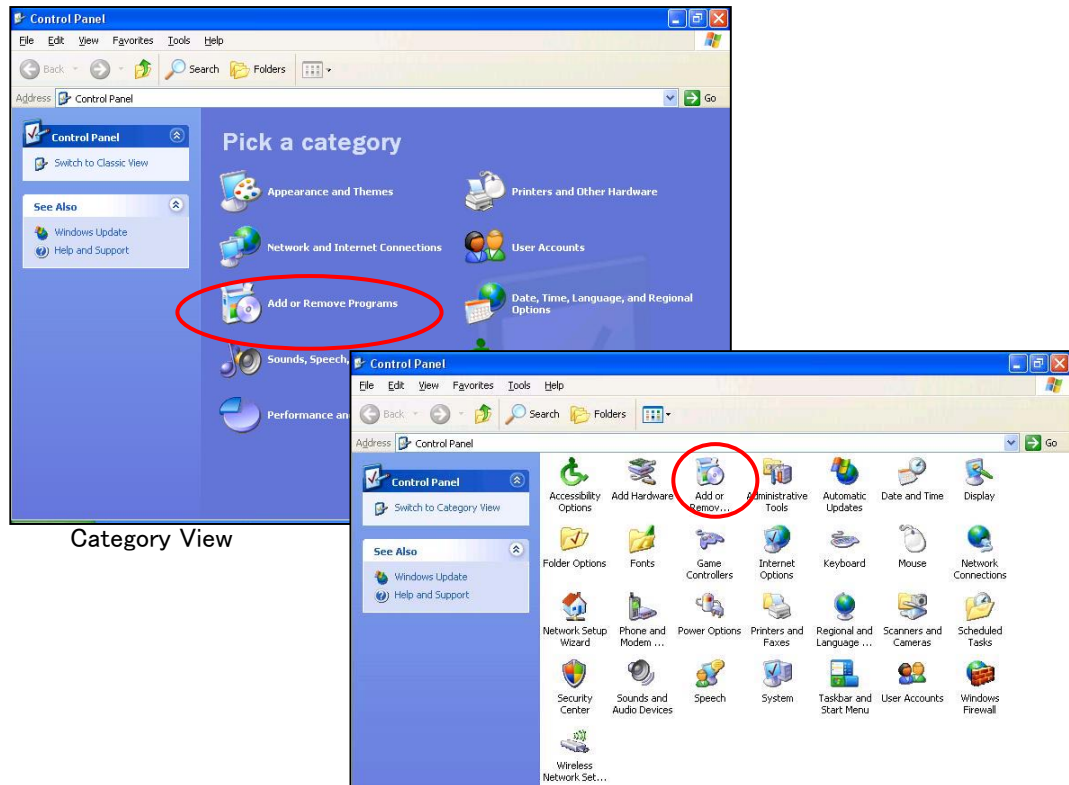 Control Panel
File Edit View Favorites Tools Help
Back Search Folders
Address Control Panel Go
Control Panel
Switch to Classic View
See Also
Windows Update
Help and Support
Pick a category
Appearance and Themes
Printers and Other Hardware
Network and Internet Connections
User Accounts
Add or Remove Programs
Date, Time, Language, and Regional
Options
Sounds, Speech,
Performance an
Category View
Control Panel
File Edit View Favorites Tools Help
Back Search Folders
Address Control Panel Go
Control Panel
Switch to Category View
See Also
Windows Update
Help and Support
Accessibility
Options
Add Hardware
Add or
Remov...
Administrative
Tools
Automatic
Updates
Date and Time
Display
Folder Options
Fonts
Game
Controllers
Internet
Options
Keyboard
Mouse
Network
Connections
Network Setup
Wizard
Phone and
Modem ...
Power Options
Printers and
Faxes
Regional and
Language ...
Scanners and
Cameras
Scheduled
Tasks
Security
Center
Sounds and
Audio Devices
Speech
System
Taskbar and
Start Menu
User Accounts
Windows
Firewall
Wireless
Network Set...